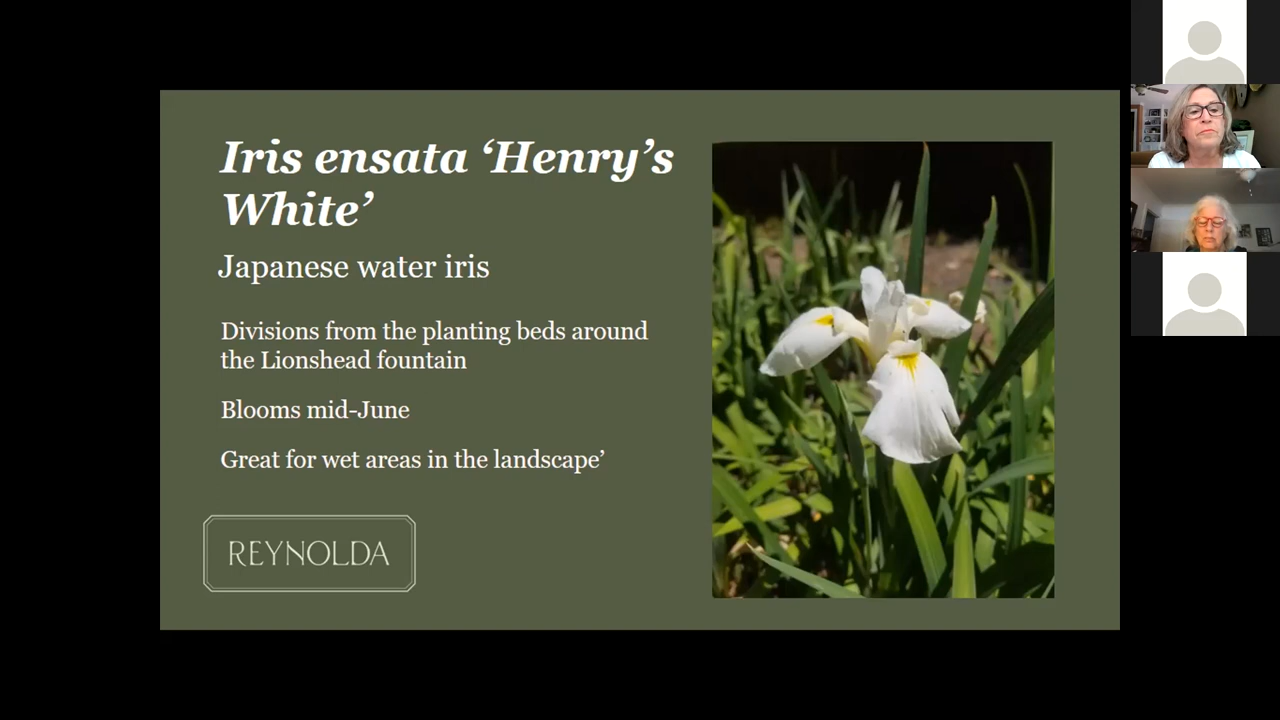 Iris ensata ‘Henry’s
White’
Japanese water iris
Divisions from the planting beds around
the Lionshead fountain
Blooms mid-June
Great for wet areas in the landscape’
REYNOLDA